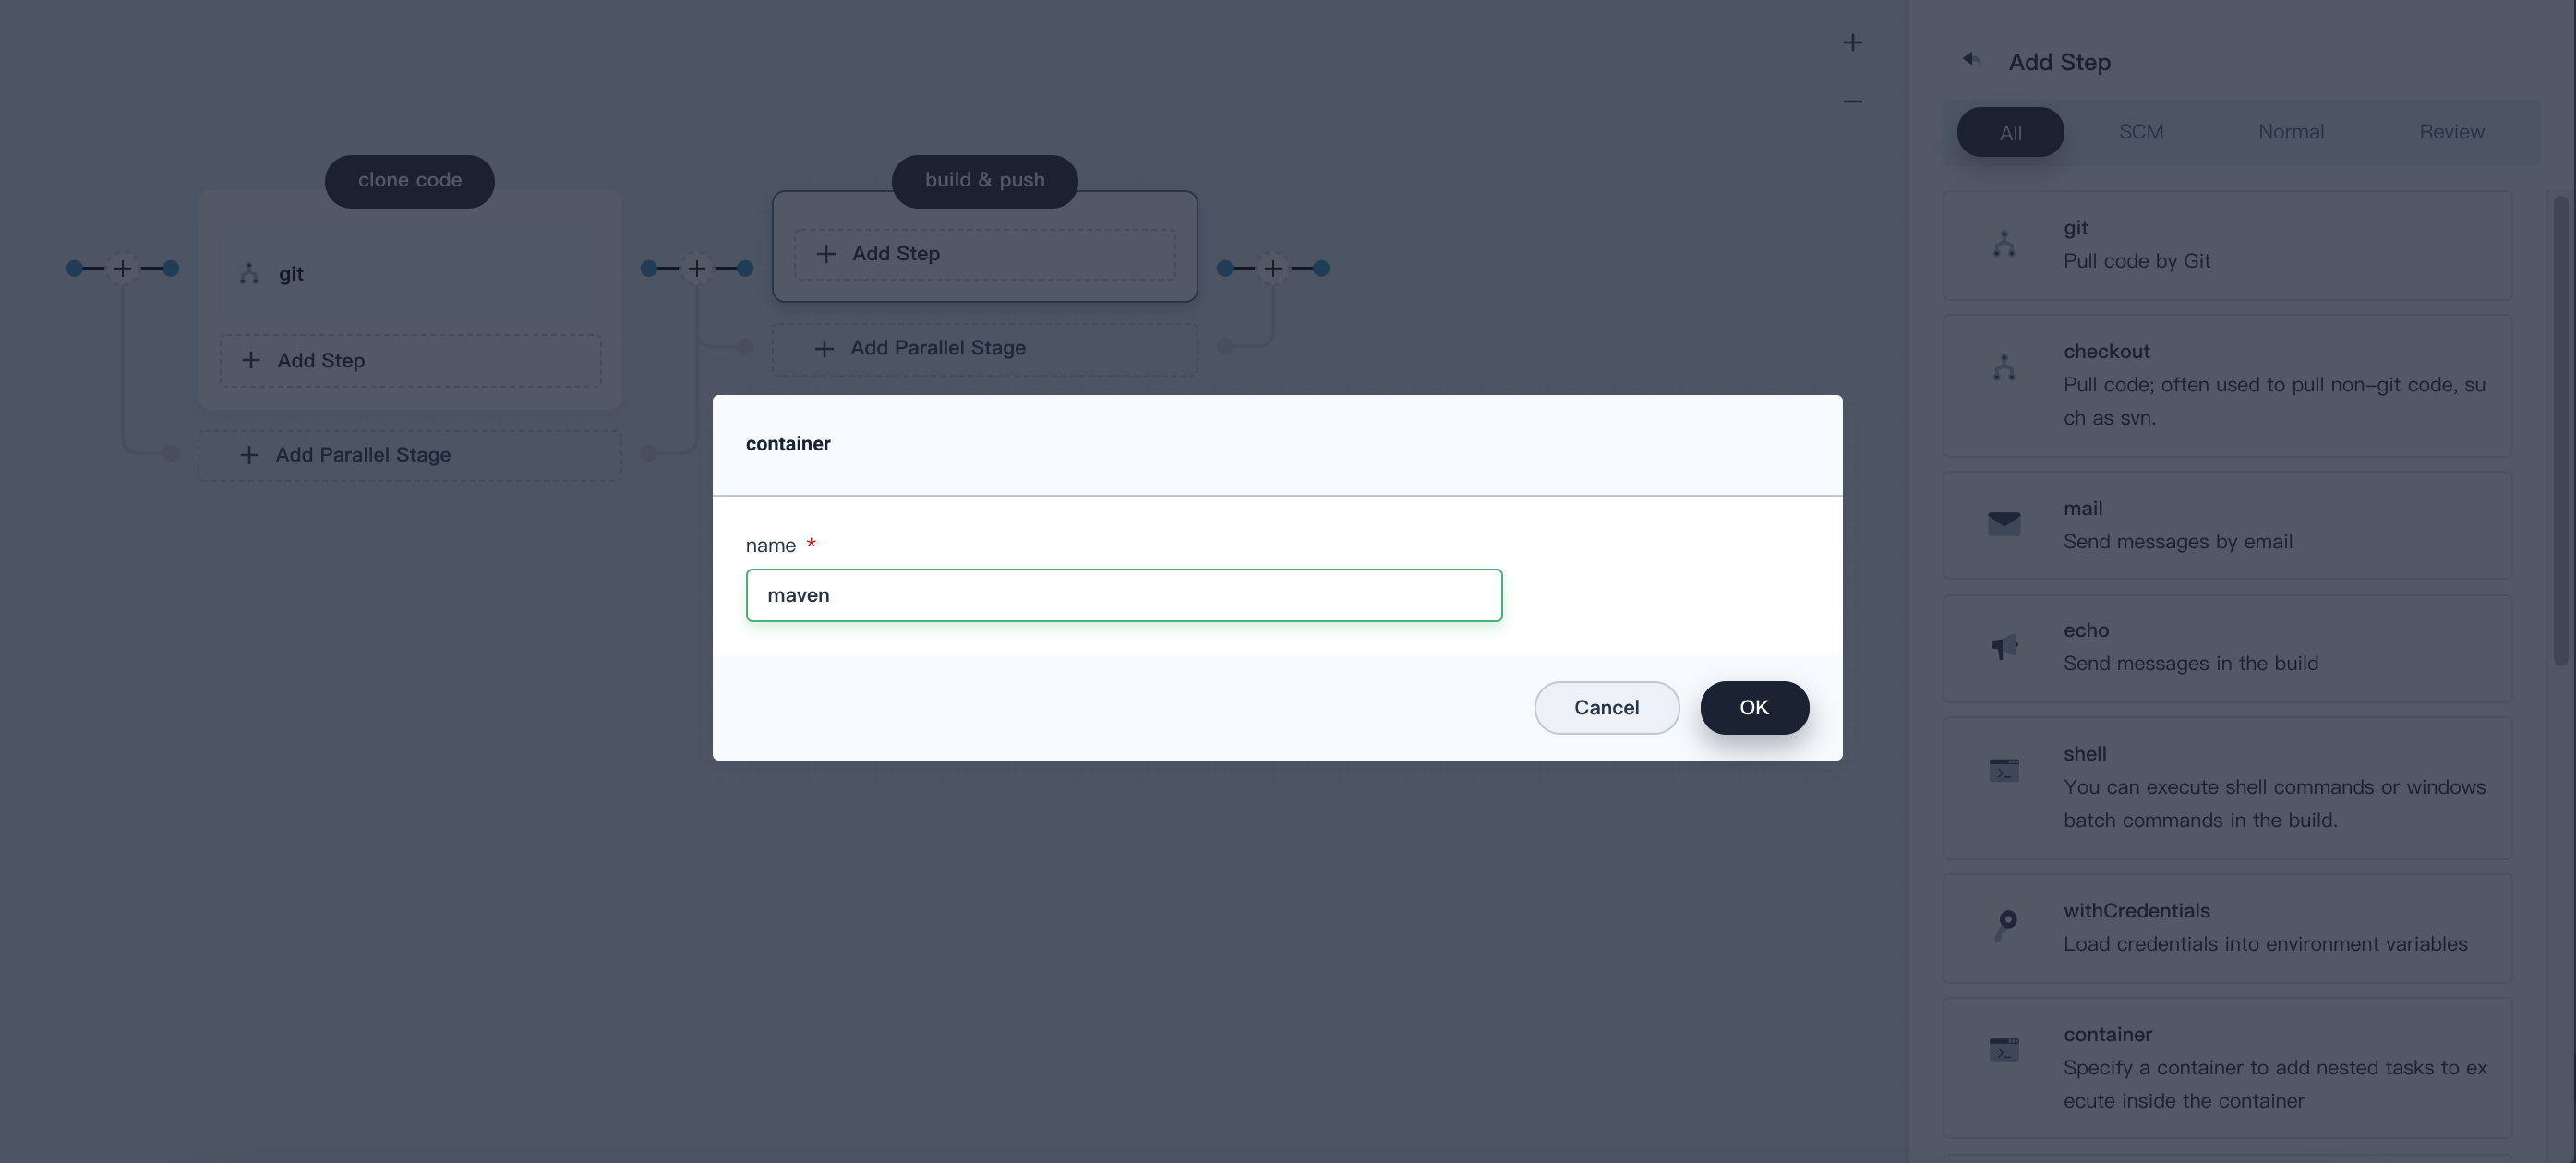 clone code
git
Add Step
Add Parallel Stage
build & push
Add Step
Add Parallel Stage
container
name *
maven
Cancel
OK
Add Step
All
SCM
Normal
Review
git
Pull code by Git
checkout
Pull code; often used to pull non-git code, su
ch as svn.
mail
Send messages by email
echo
Send messages in the build
shell
You can execute shell commands or windows
batch commands in the build.
withCredentials
Load credentials into environment variables
container
Specify a container to add nested tasks to ex
ecute inside the container